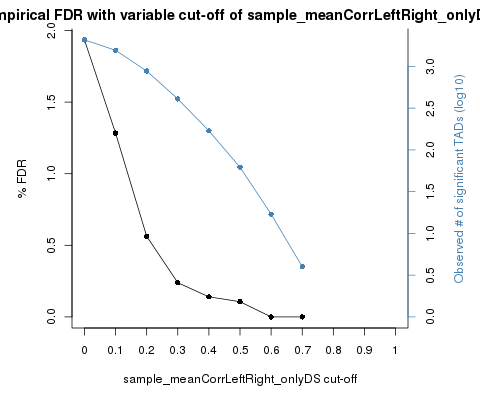 mpirical FDR with variable cut-off of sample_meanCorrLeftRight_onlyD
% FDR
0.0 0.5 1.0 1.5 2.0
0 0.1 0.2 0.3 0.4 0.5 0.6 0.7 0.8 0.9 1
sample_meanCorrLeftRight_onlyDS cut-off
0.0 0.5 1.0 1.5 2.0 2.5 3.0
Observed # of significant TADs (log10)